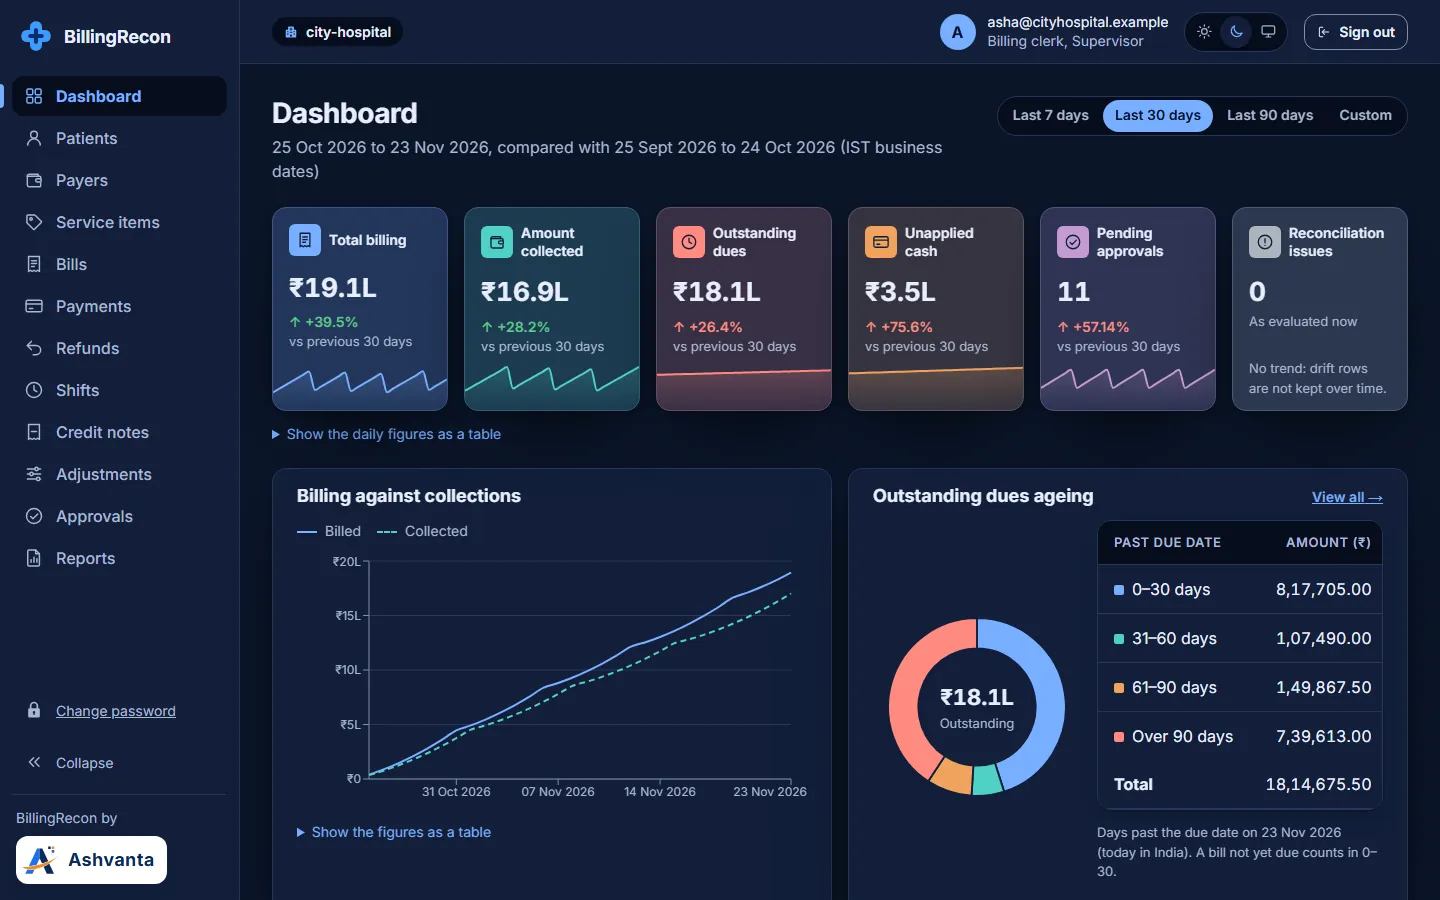 BillingRecon
city-hospital
A
asha@cityhospital.example
Billing clerk, Supervisor
Sign out
Dashboard
Patients
Payers
Service items
Bills
Payments
Refunds
Shifts
Credit notes
Adjustments
Approvals
Reports
Change password
Collapse
BillingRecon by
Ashvanta
Dashboard
25 Oct 2026 to 23 Nov 2026, compared with 25 Sept 2026 to 24 Oct 2026 (IST business
dates)
Last 7 days
Last 30 days
Last 90 days
Custom
Total billing
₹19.1L
↑ +39.5%
vs previous 30 days
Amount
collected
₹16.9L
↑ +28.2%
vs previous 30 days
Outstanding
dues
₹18.1L
↑ +26.4%
vs previous 30 days
Unapplied
cash
₹3.5L
↑ +75.6%
vs previous 30 days
Pending
approvals
11
↑ +57.14%
vs previous 30 days
Reconciliation
issues
0
As evaluated now
No trend: drift rows
are not kept over time.
Show the daily figures as a table
Billing against collections
Billed
Collected
₹20L
₹15L
₹10L
₹5L
₹0
31 Oct 2026
07 Nov 2026
14 Nov 2026
23 Nov 2026
Show the figures as a table
Outstanding dues ageing
View all →
₹18.1L
Outstanding
PAST DUE DATE AMOUNT (₹)
0–30 days 8,17,705.00
31–60 days 1,07,490.00
61–90 days 1,49,867.50
Over 90 days 7,39,613.00
Total 18,14,675.50
Days past the due date on 23 Nov 2026
(today in India). A bill not yet due counts in 0–
30.